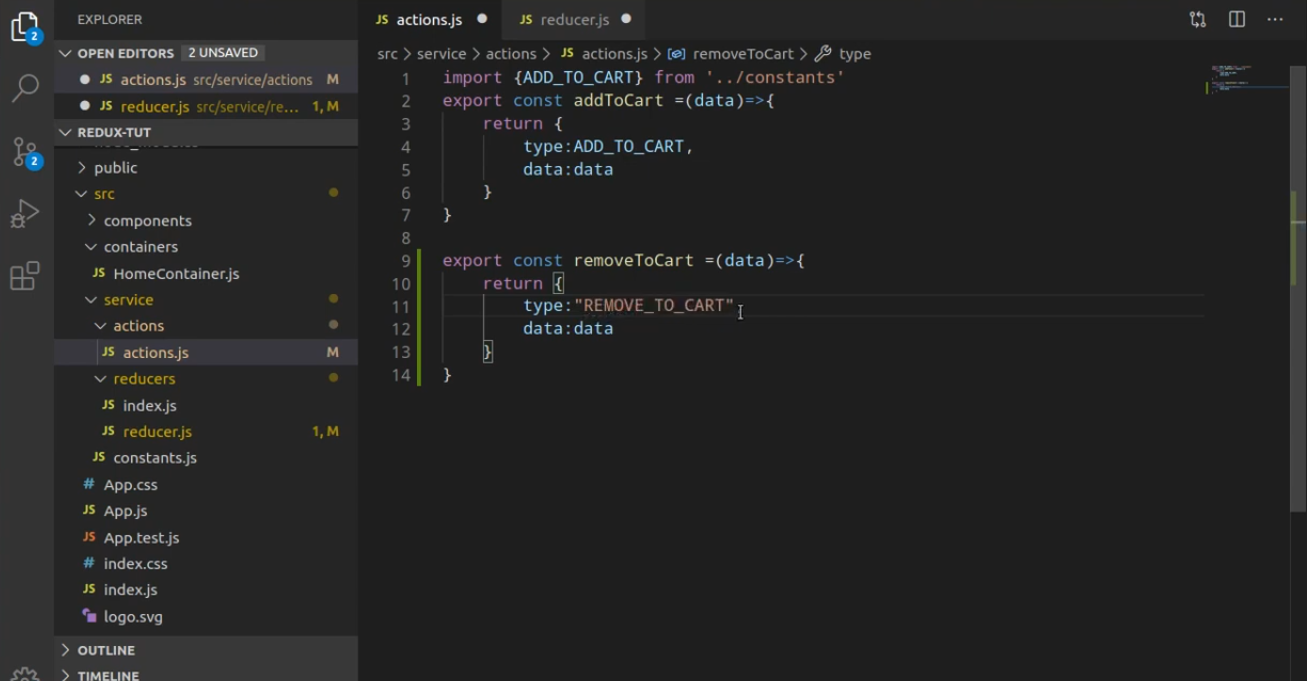 EXPLORER
OPEN EDITORS 2 UNSAVED
JS actions.js src/service/actions M
JS reducer.js src/service/re... 1, M
REDUX-TUT
public
src
components
containers
JS HomeContainer.js
service
actions
JS actions.js M
reducers
JS index.js
JS reducer.js 1, M
JS constants.js
# App.css
JS App.js
JS App.test.js
# index.css
JS index.js
logo.svg
OUTLINE
TIMELINE
2
2
JS actions.js
JS reducer.js
src > service > actions > JS actions.js > removeToCart > type
1 import {ADD_TO_CART} from '../constants'
2 export const addToCart =(data)=>{
3 return {
4 type:ADD_TO_CART,
5 data:data
6 }
7 }
8
9 export const removeToCart =(data)=>{
10 return {
11 type:"REMOVE_TO_CART",
12 data:data
13 }
14 }